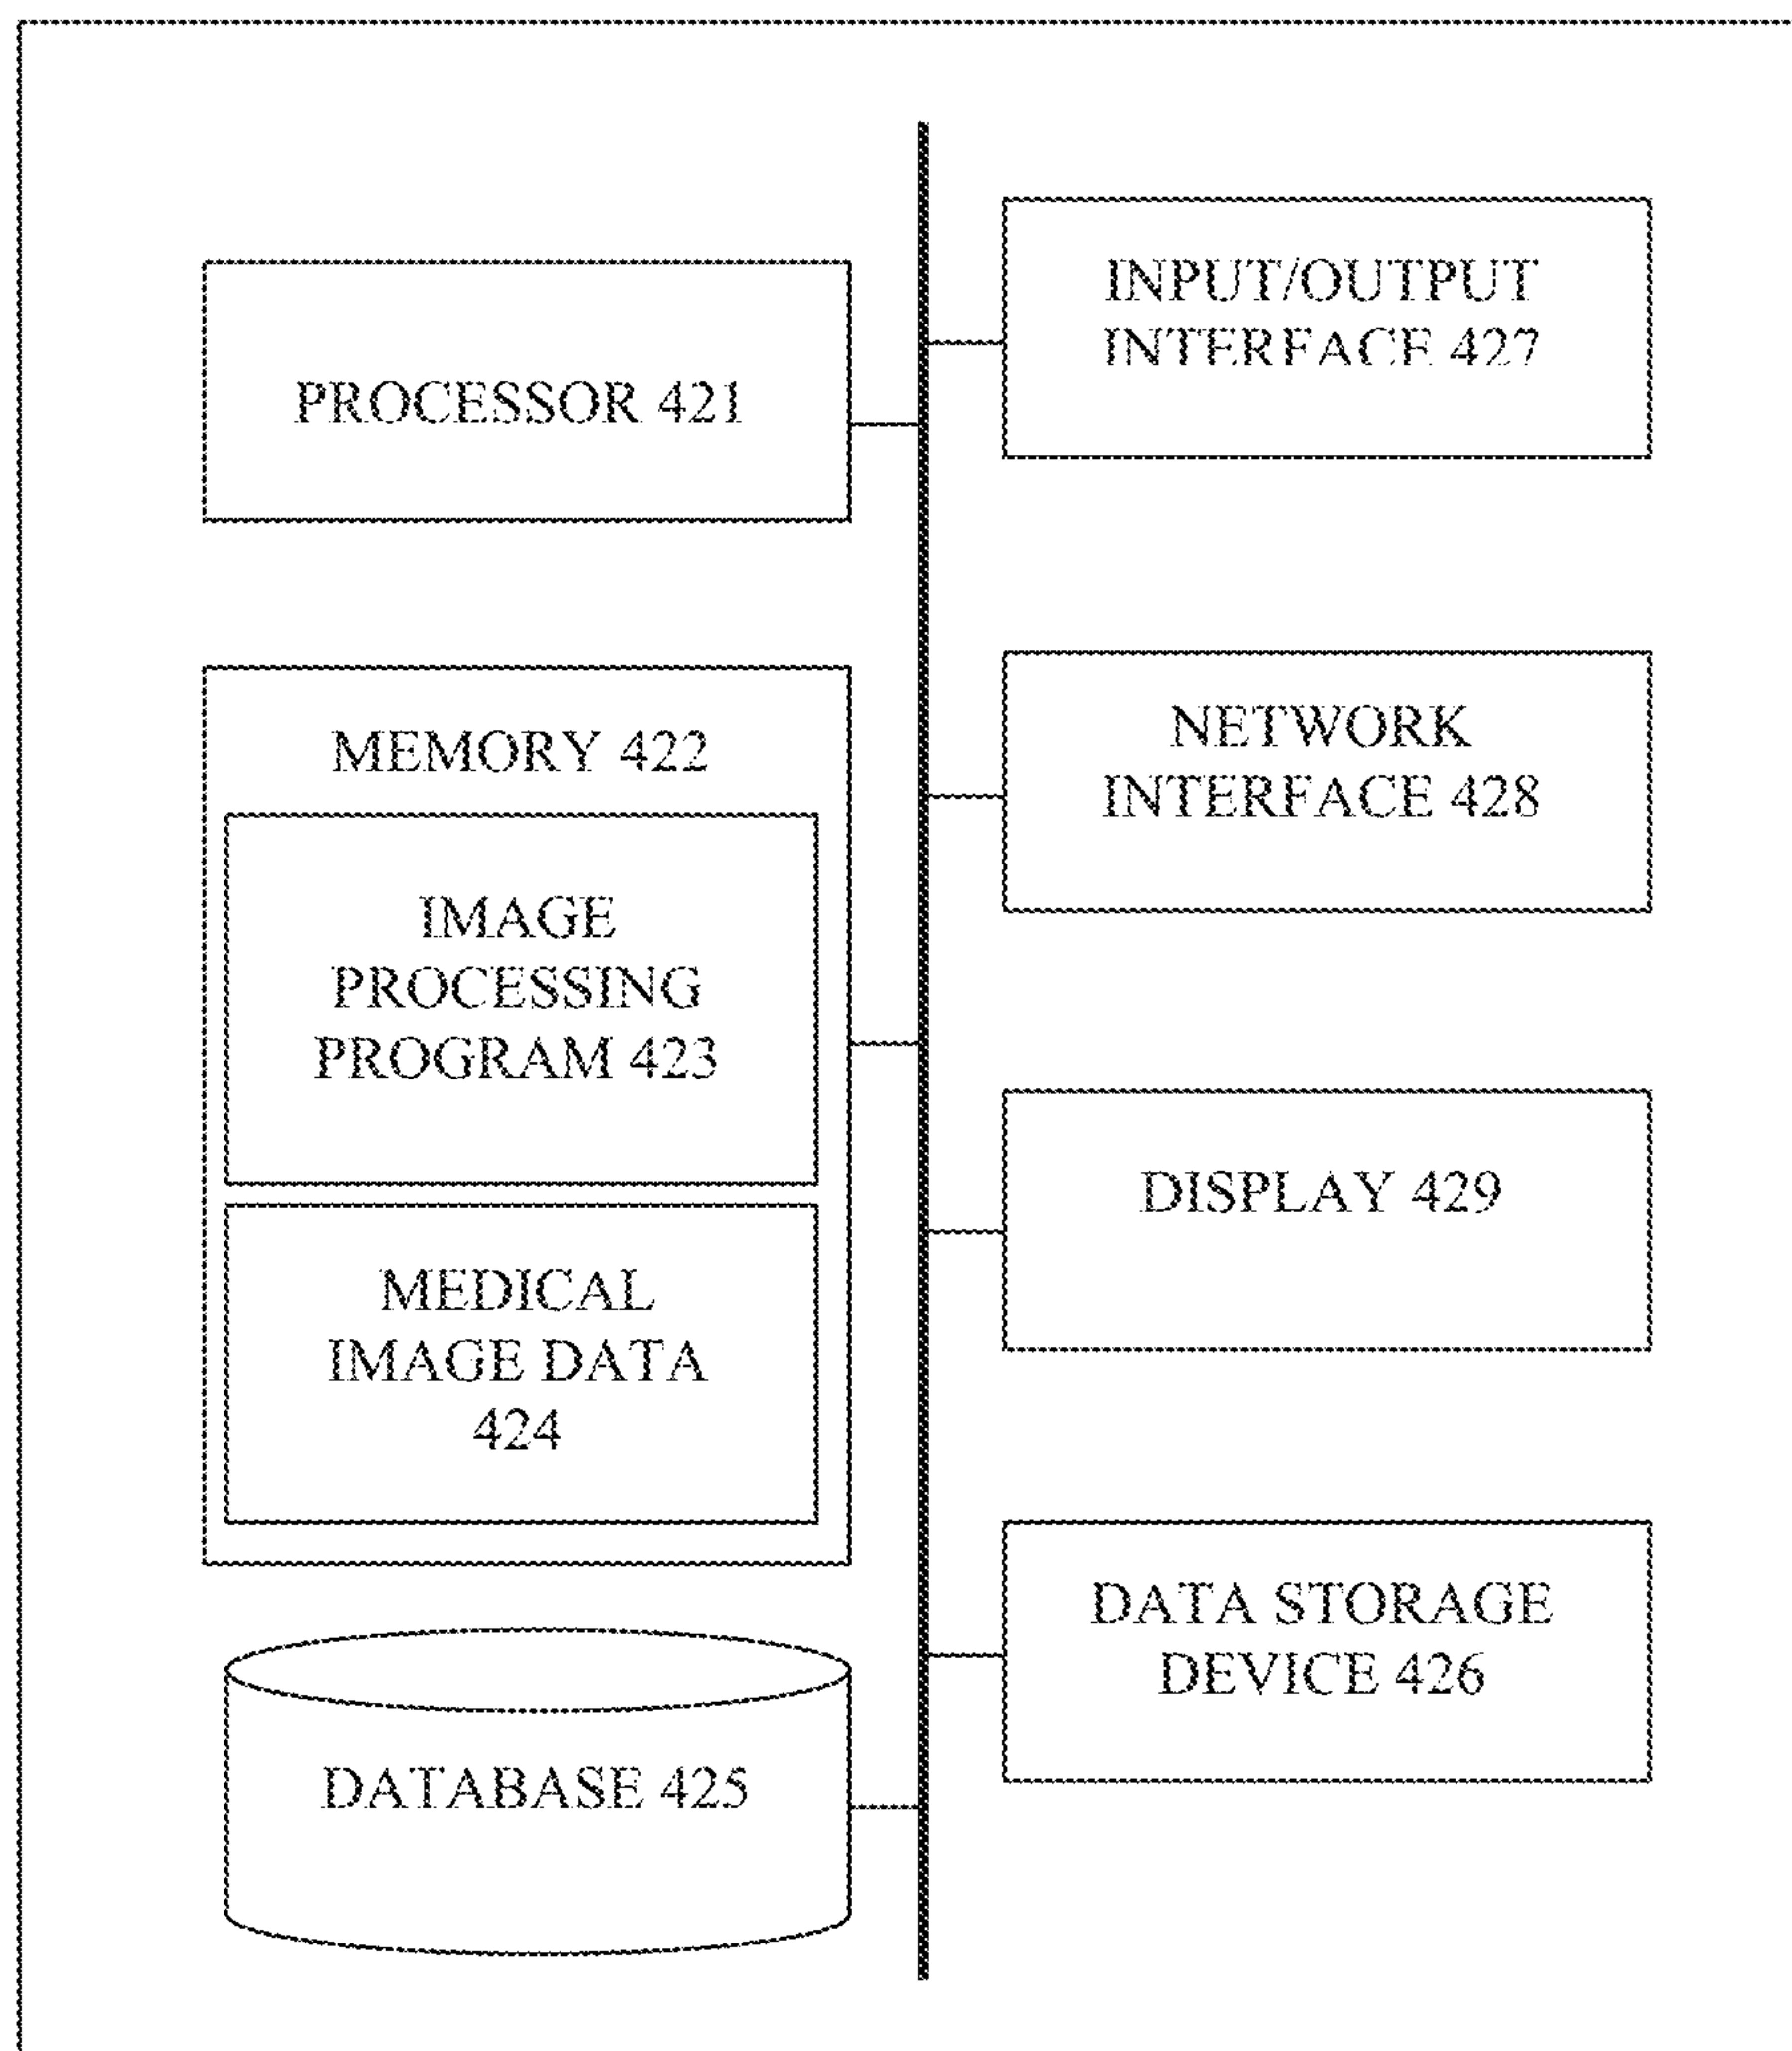 PROCESSOR 421
MEMORY 422
IMAGE
PROCESSING
PROGRAM 423
MEDICAL
IMAGE DATA
424
DATABASE 425
INPUT/OUTPUT
INTERFACE 427
NETWORK
INTERFACE 428
DISPLAY 429
DATA STORAGE
DEVICE 426